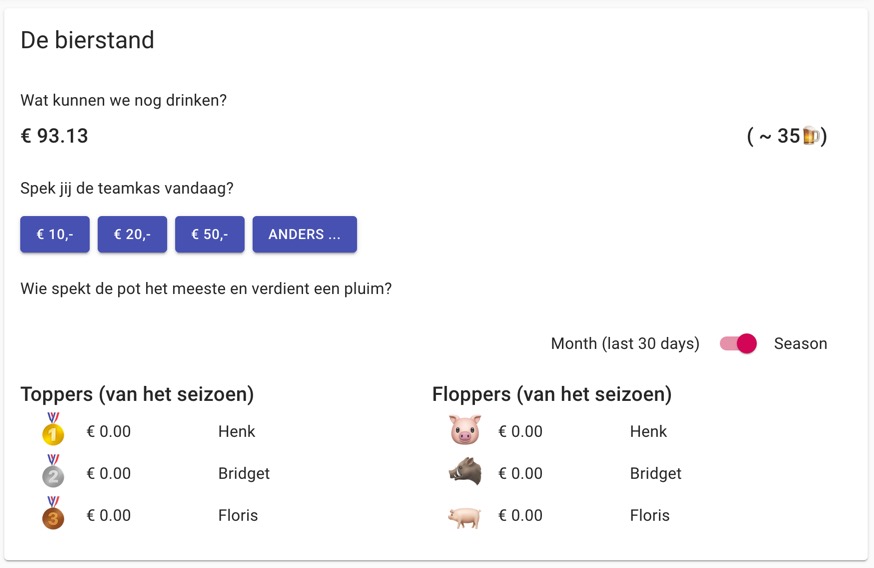 De bierstand
Wat kunnen we nog drinken?
€ 93.13 ( ~ 35🍺)
Spek jij de teamkas vandaag?
€ 10,- € 20,- € 50,- ANDERS ...
Wie spekt de pot het meeste en verdient een pluim?
Month (last 30 days) Season
Toppers (van het seizoen) Floppers (van het seizoen)
1 € 0.00 Henk € 0.00 Henk
2 € 0.00 Bridget € 0.00 Bridget
3 € 0.00 Floris € 0.00 Floris